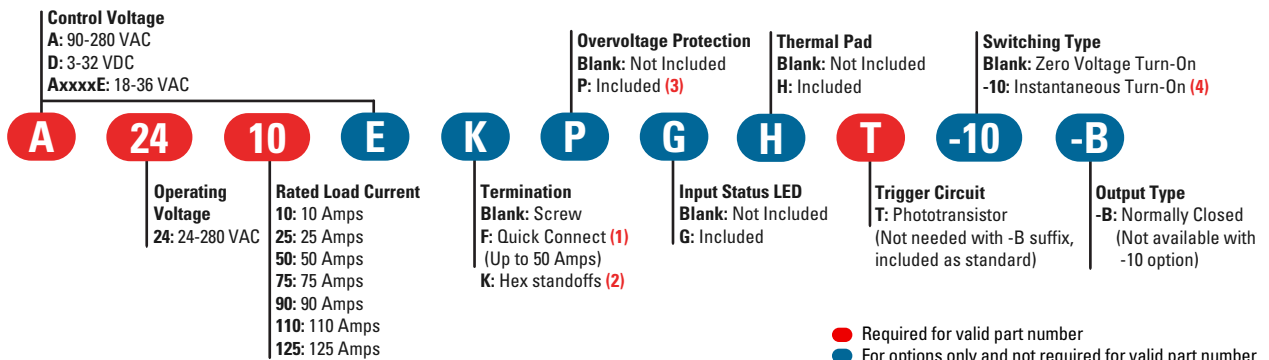 Control Voltage
A: 90-280 VAC
D: 3-32 VDC
AxxxxE: 18-36 VAC
Overvoltage Protection
Blank: Not Included
P: Included (3)
Thermal Pad
Blank: Not Included
H: Included
Switching Type
Blank: Zero Voltage Turn-On
-10: Instantaneous Turn-On (4)
A 24 10 E K P G H T -10 -B
Operating
Voltage
24: 24-280 VAC
Rated Load Current
10: 10 Amps
25: 25 Amps
50: 50 Amps
75: 75 Amps
90: 90 Amps
110: 110 Amps
125: 125 Amps
Termination
Blank: Screw
F: Quick Connect (1)
(Up to 50 Amps)
K: Hex standoffs (2)
Input Status LED
Blank: Not Included
G: Included
Trigger Circuit
T: Phototransistor
(Not needed with -B suffix,
included as standard)
Output Type
-B: Normally Closed
(Not available with
-10 option)
Required for valid part number
For options only and not required for valid part number